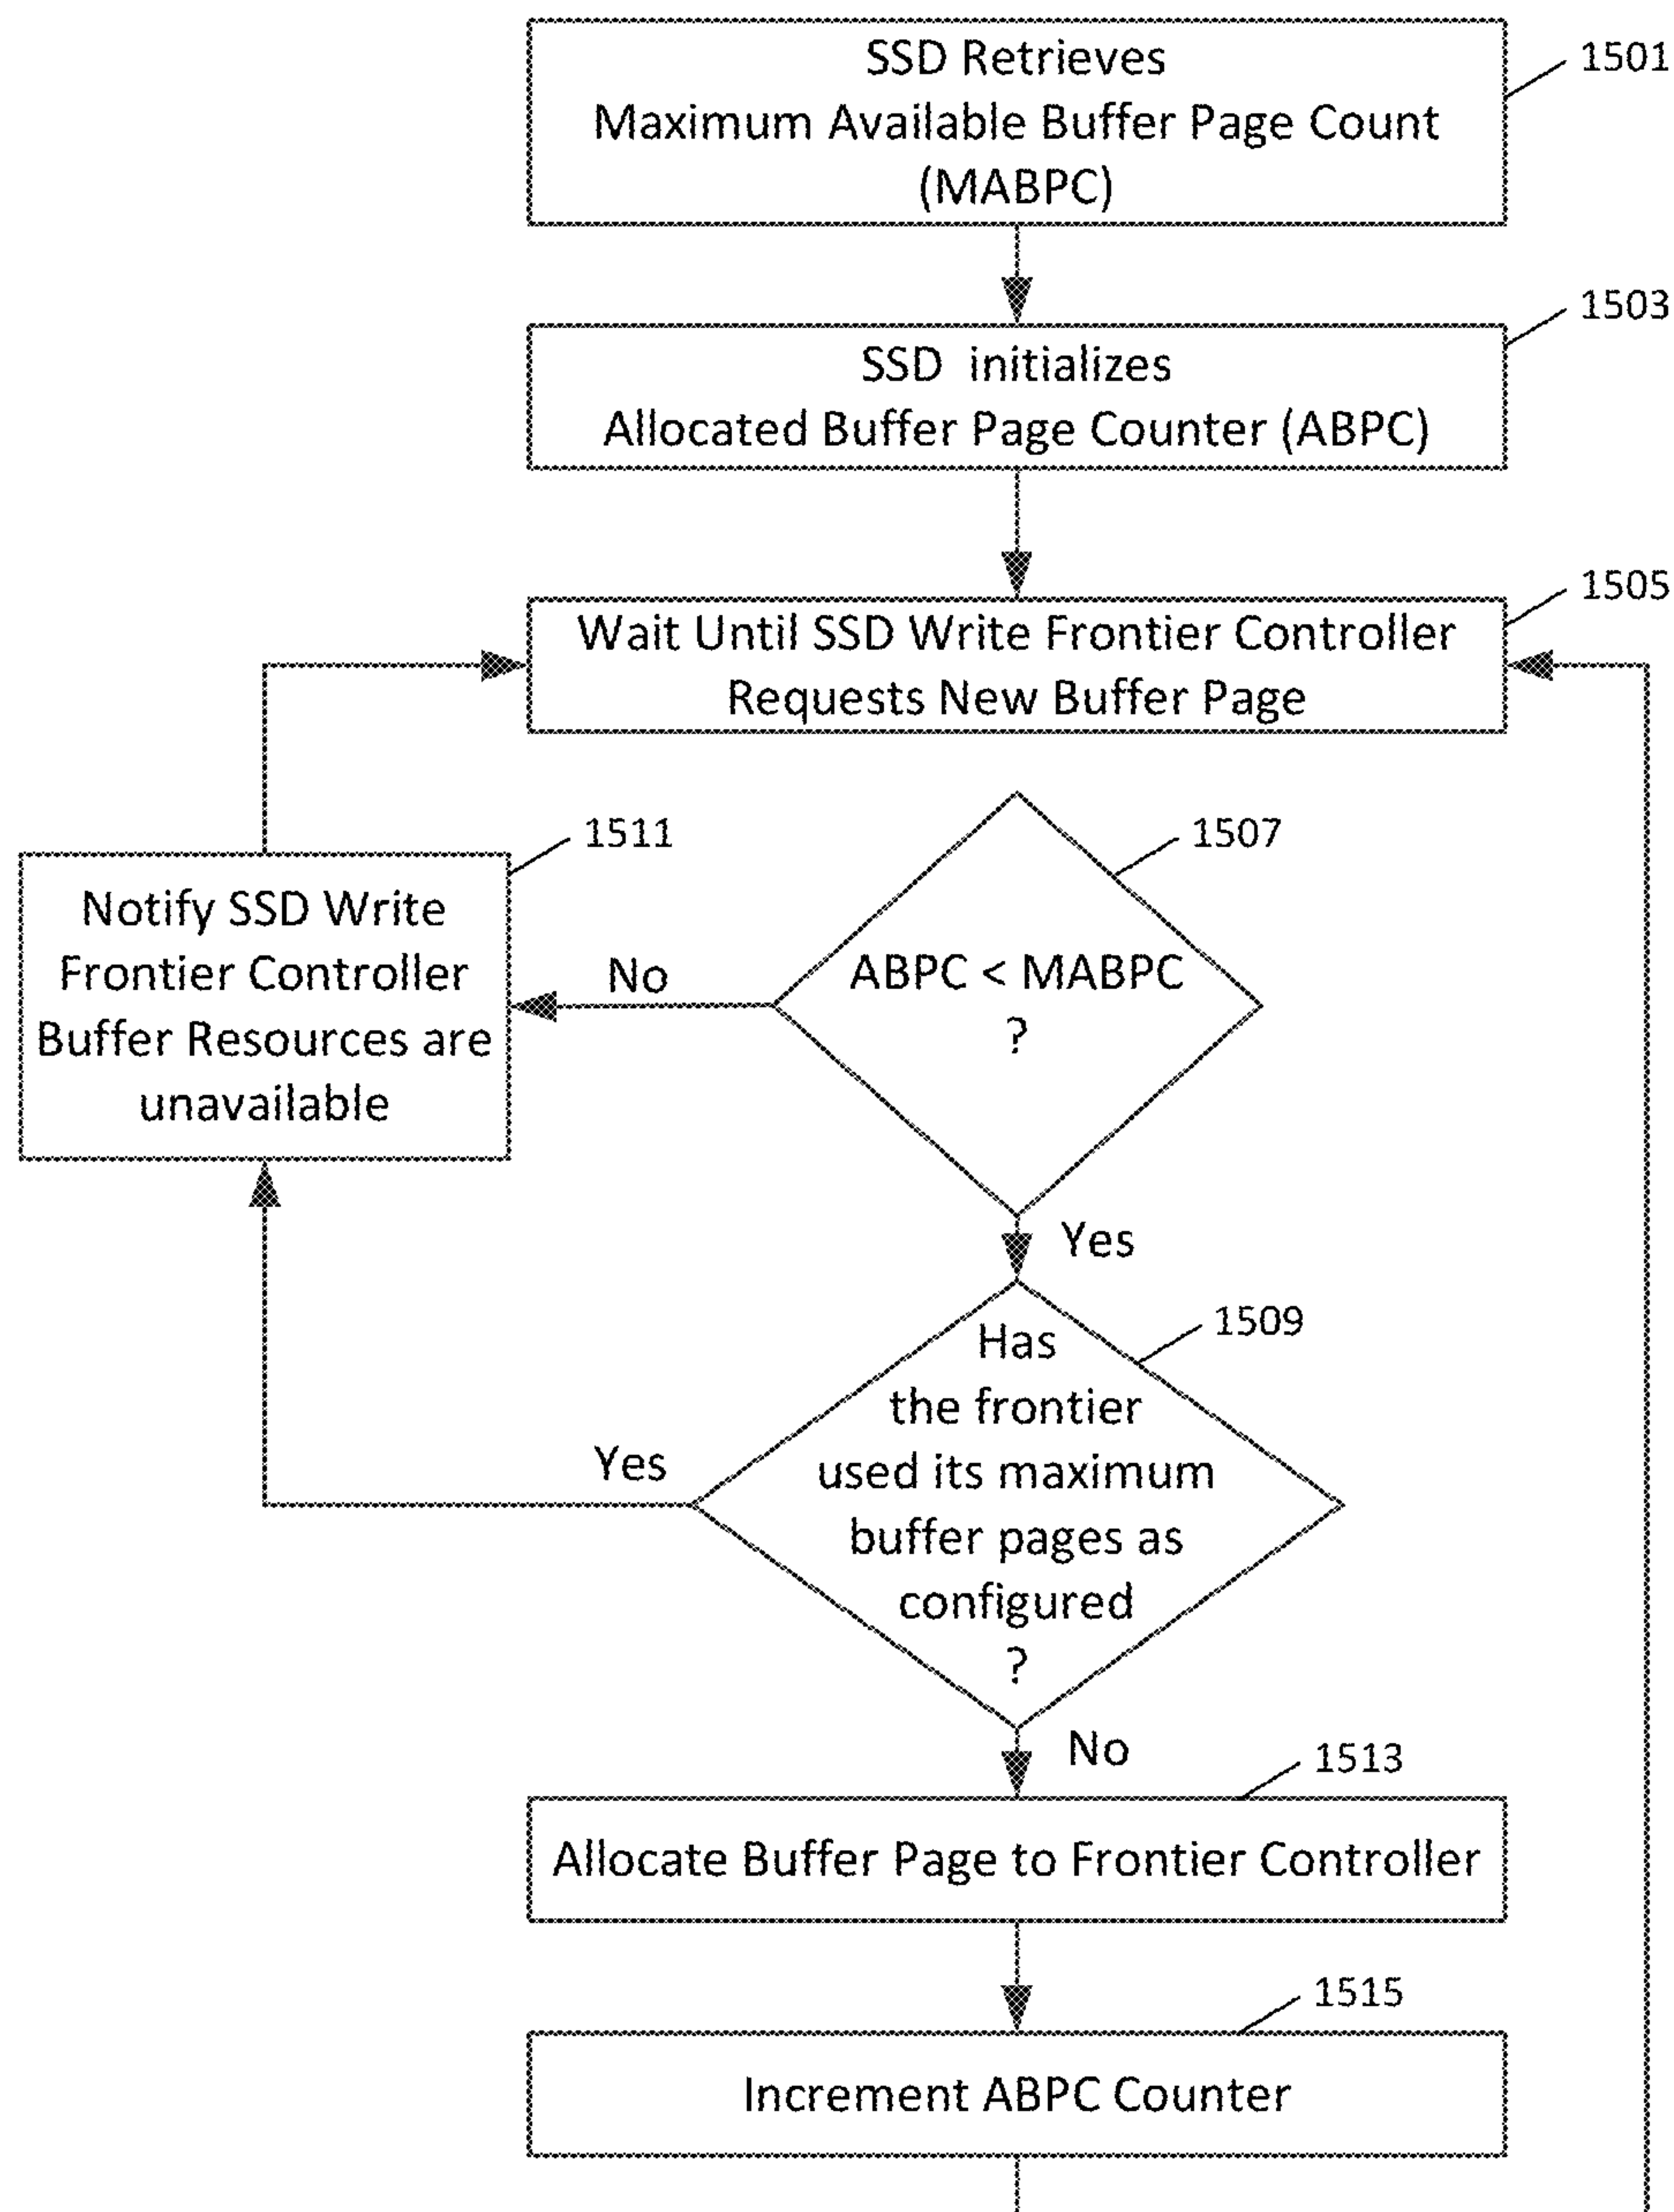 SSD Retrieves
Maximum Available Buffer Page Count
(MABPC)
1501
SSD initializes
Allocated Buffer Page Counter (ABPC)
1503
Wait Until SSD Write Frontier Controller
Requests New Buffer Page
1505
Notify SSD Write
Frontier Controller
Buffer Resources are
unavailable
1511
No
ABPC < MABPC
?
1507
Yes
Has
the frontier
used its maximum
buffer pages as
configured
?
1509
Yes
No
Allocate Buffer Page to Frontier Controller
1513
Increment ABPC Counter
1515